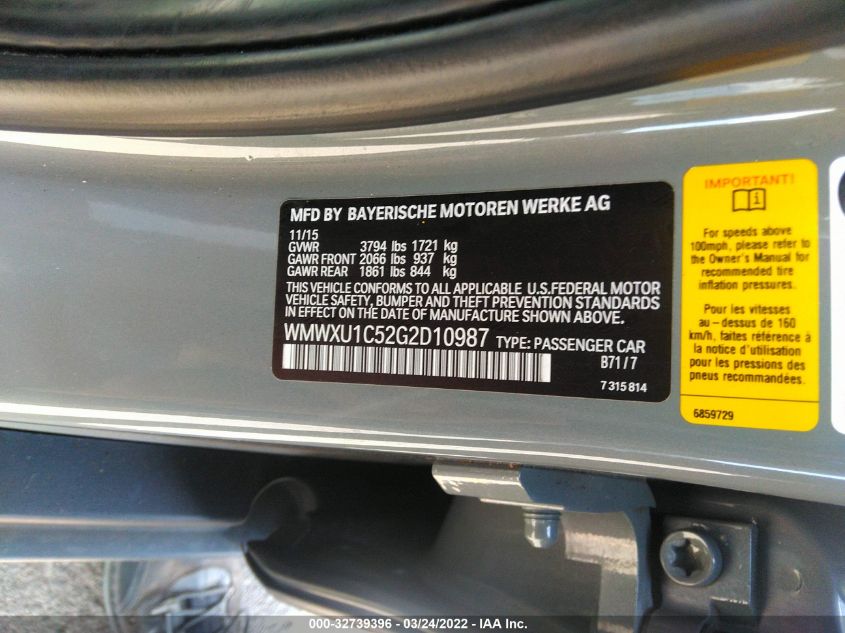 MFD BY BAYERISCHE MOTOREN WERKE AG
11/15
GVWR 3794 lbs 1721 kg
GAWR FRONT 2066 lbs 937 kg
GAWR REAR 1861 lbs 844 kg
THIS VEHICLE CONFORMS TO ALL APPLICABLE U.S.FEDERAL MOTOR
VEHICLE SAFETY, BUMPER AND THEFT PREVENTION STANDARDS
IN EFFECT ON THE DATE OF MANUFACTURE SHOWN ABOVE.
WMWXU1C52G2D10987 TYPE: PASSENGER CAR
B71/7
7 315 814
IMPORTANT!
i
For speeds above
100mph, please refer to
the Owner's Manual for
recommended tire
inflation pressures.
Pour les vitesses
au – dessus de 160
km/h, faites référence à
la notice d'utilisation
pour les pressions des
pneus recommandées.
6859729
000-32739396 - 03/24/2022 - IAA Inc.